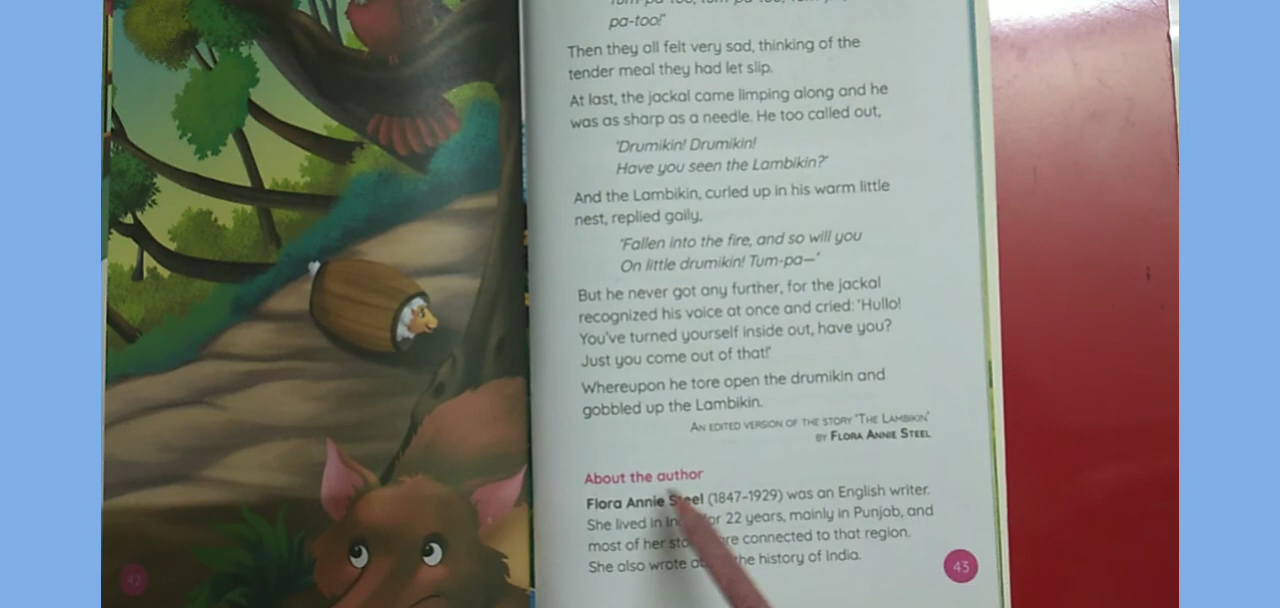 pa-too!'
Then they all felt very sad, thinking of the
tender meal they had let slip.
At last, the jackal came limping along and he
was as sharp as a needle. He too called out,
'Drumikin! Drumikin!
Have you seen the Lambikin?'
And the Lambikin, curled up in his warm little
nest, replied gaily,
'Fallen into the fire, and so will you
On little drumikin! Tum-pa—'
But he never got any further, for the jackal
recognized his voice at once and cried: 'Hullo!
You've turned yourself inside out, have you?
Just you come out of that!'
Whereupon he tore open the drumikin and
gobbled up the Lambikin.
AN EDITED VERSION OF THE STORY 'THE LAMBIKIN'
BY FLORA ANNIE STEEL
About the author
Flora Annie Steel (1847-1929) was an English writer.
She lived in for 22 years, mainly in Punjab, and
most of her are connected to that region.
She also wrote the history of India.
42
43